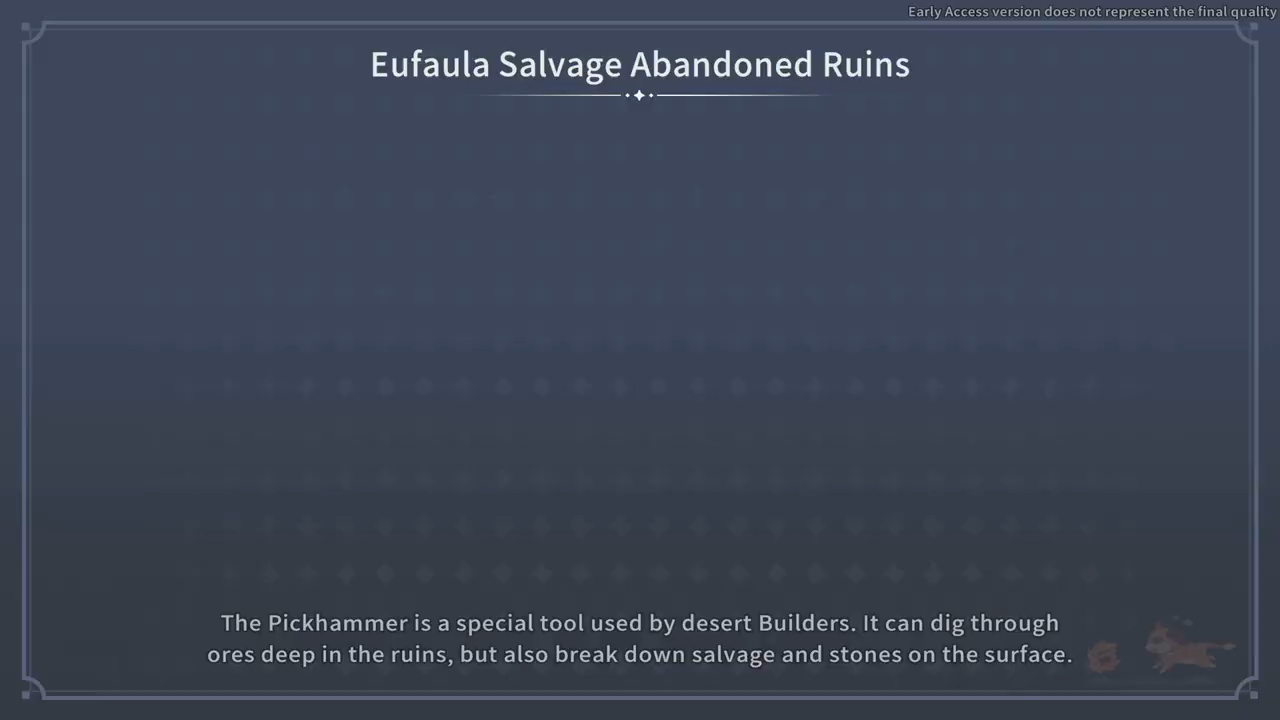 Early Access version does not represent the final quality
Eufaula Salvage Abandoned Ruins
The Pickhammer is a special tool used by desert Builders. It can dig through
ores deep in the ruins, but also break down salvage and stones on the surface.